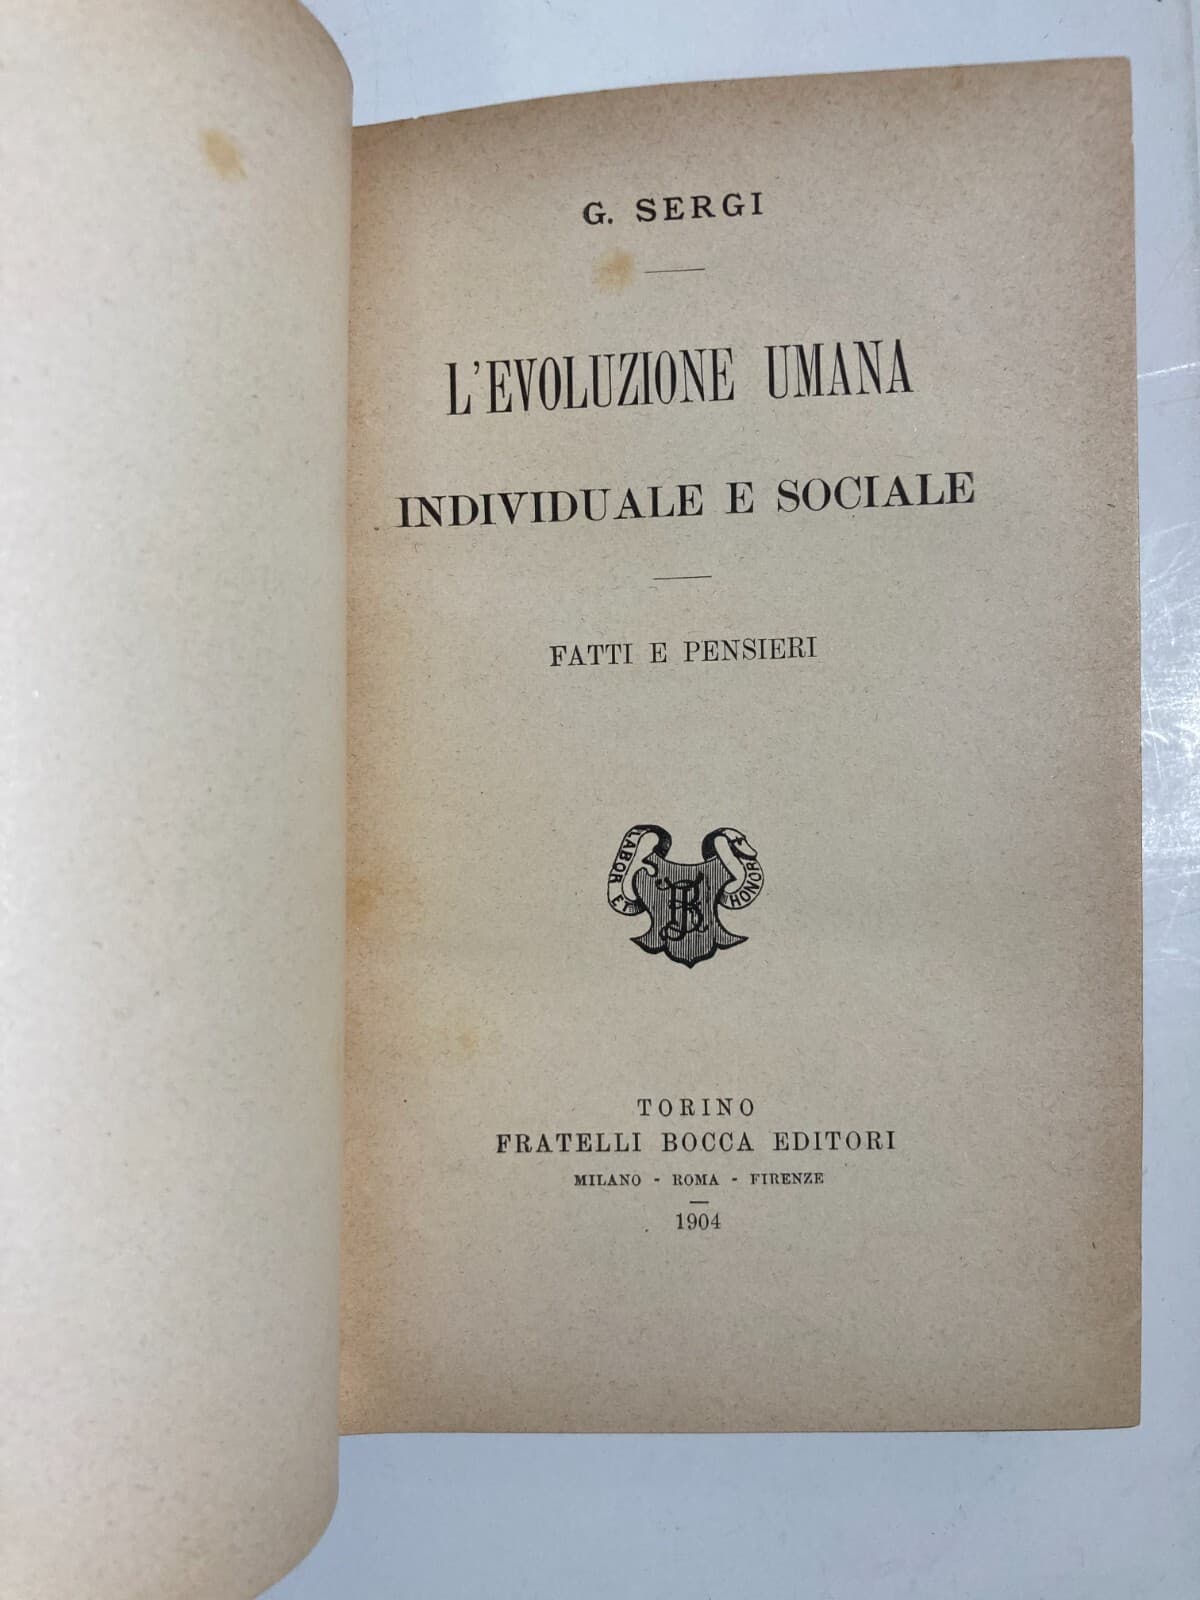 G. SERGI
L'EVOLUZIONE UMANA
INDIVIDUALE E SOCIALE
FATTI E PENSIERI
LABOR ET
HONOR
TORINO
FRATELLI BOCCA EDITORI
MILANO - ROMA - FIRENZE
1904